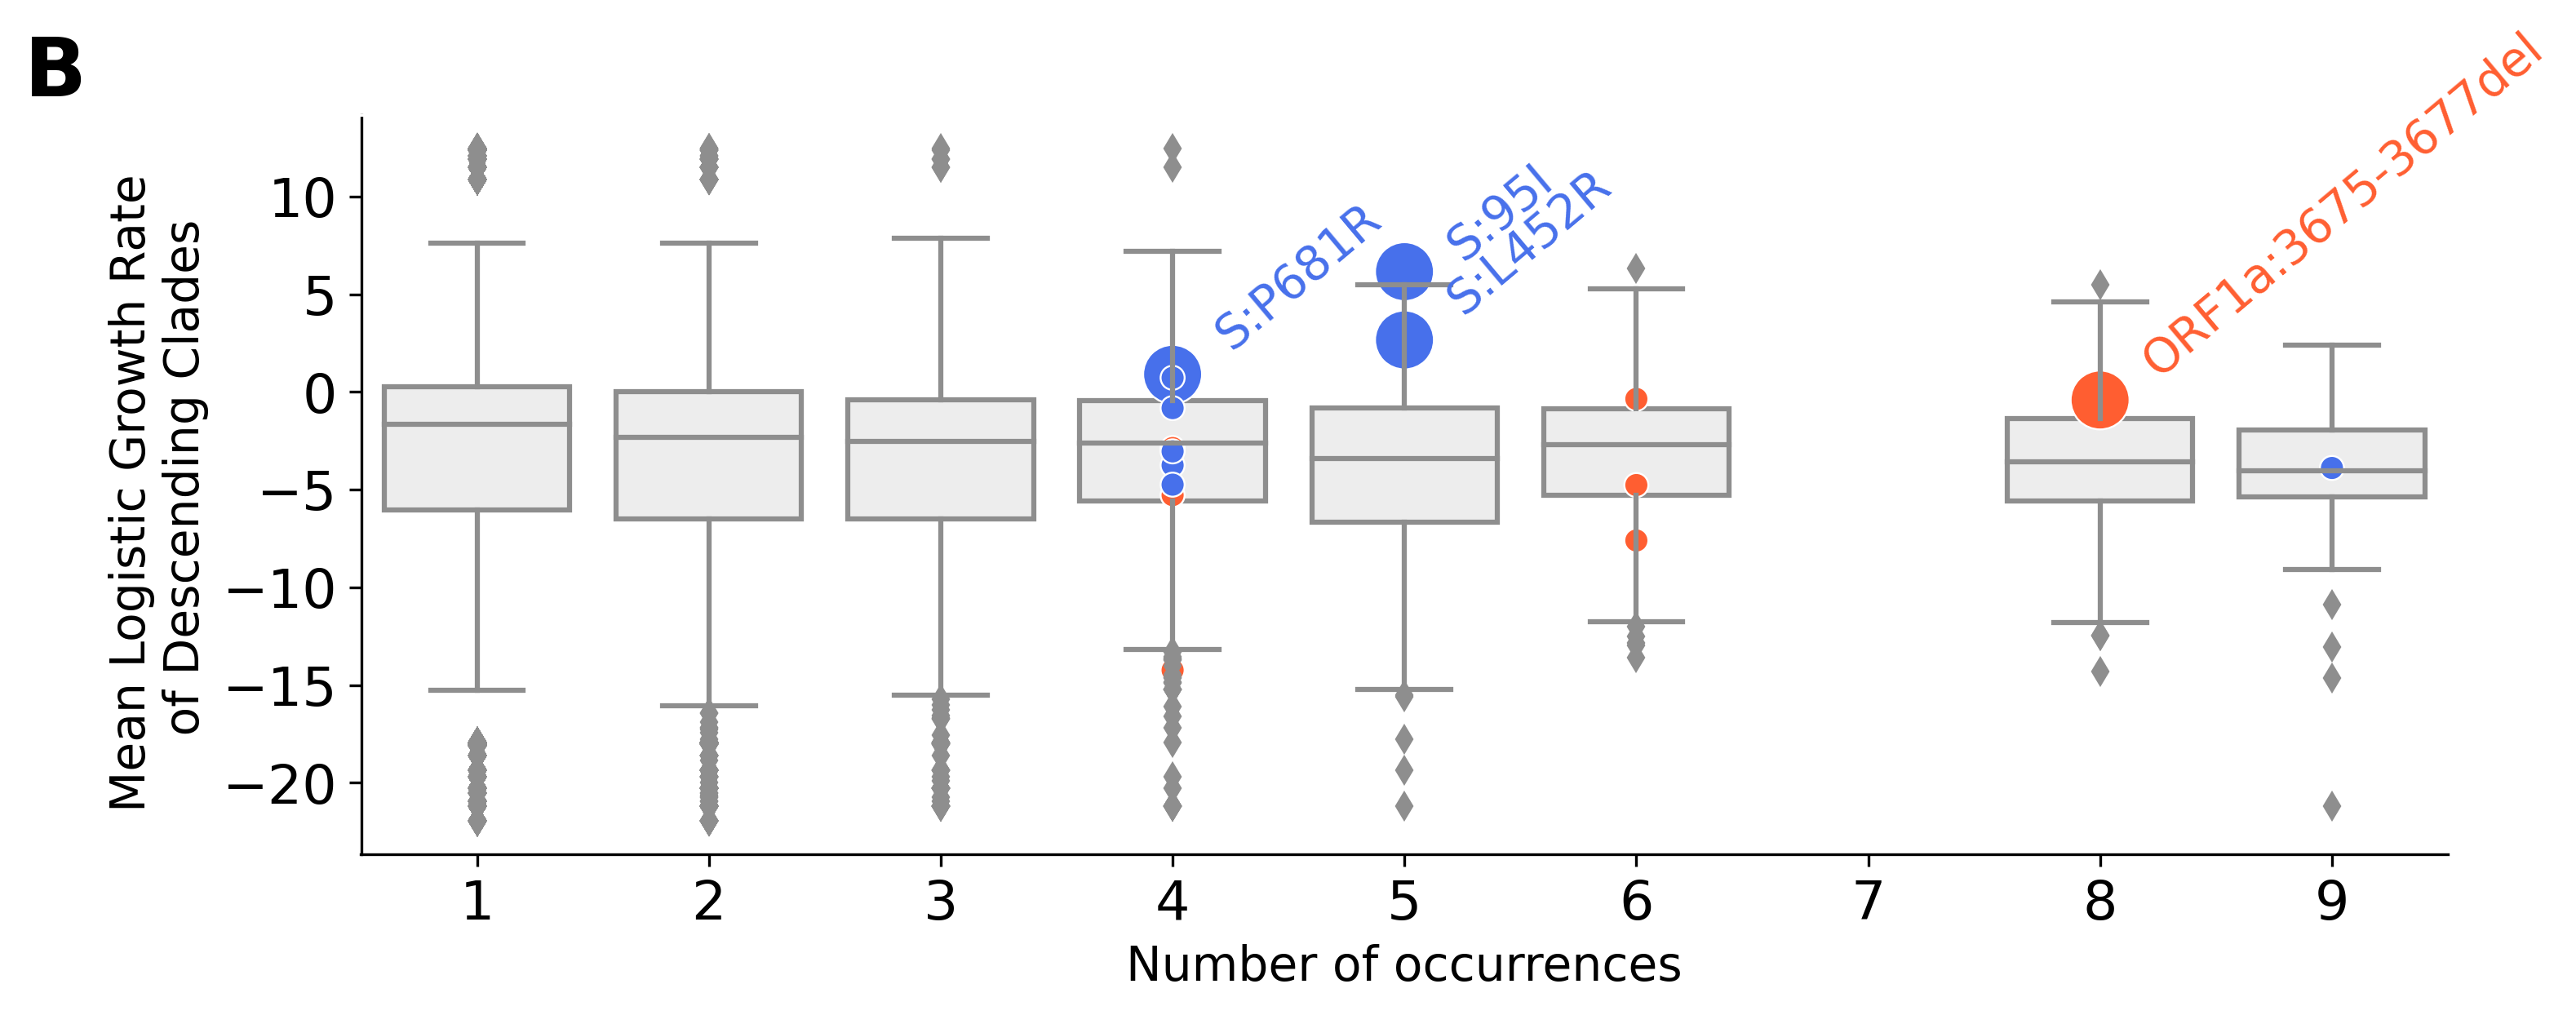 B
Mean Logistic Growth Rate
of Descending Clades
10
5
0
−5
−10
−15
−20
S:P681R
S:95I
S:L452R
ORF1a:3675-3677del
1 2 3 4 5 6 7 8 9
Number of occurrences